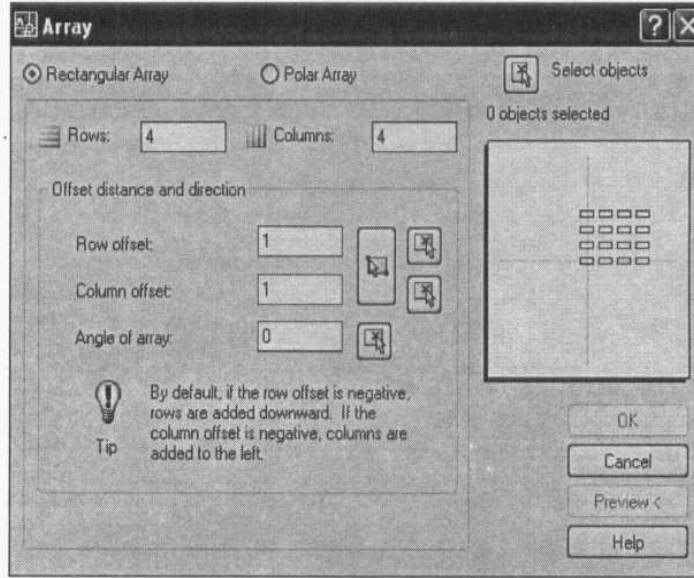 Array
Rectangular Array
Polar Array
Select objects
0 objects selected
Rows: 4
Columns: 4
Offset distance and direction
Row offset: 1
Column offset: 1
Angle of array: 0
Tip
By default, if the row offset is negative,
rows are added downward. If the
column offset is negative, columns are
added to the left.
OK
Cancel
Preview <
Help